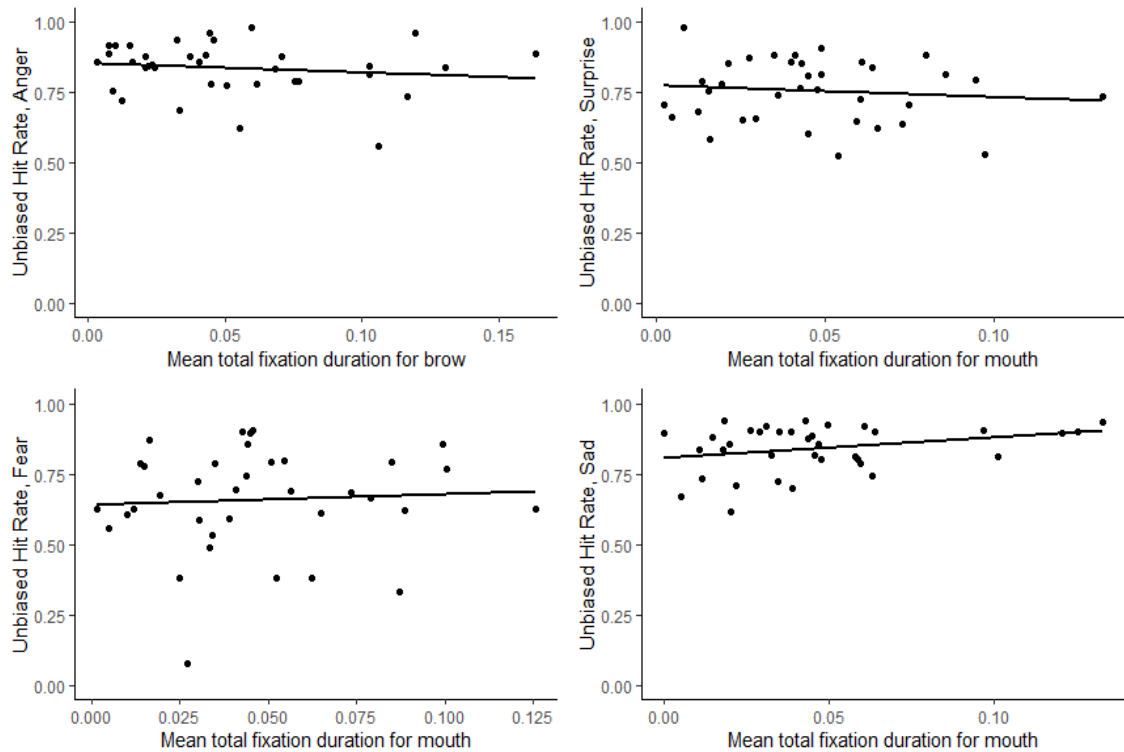 Unbiased Hit Rate, Anger
1.00
0.75
0.50
0.25
0.00
0.00 0.05 0.10 0.15
Mean total fixation duration for brow
Unbiased Hit Rate, Surprise
1.00
0.75
0.50
0.25
0.00
0.00 0.05 0.10
Mean total fixation duration for mouth
Unbiased Hit Rate, Fear
1.00
0.75
0.50
0.25
0.00
0.000 0.025 0.050 0.075 0.100 0.125
Mean total fixation duration for mouth
Unbiased Hit Rate, Sad
1.00
0.75
0.50
0.25
0.00
0.00 0.05 0.10
Mean total fixation duration for mouth